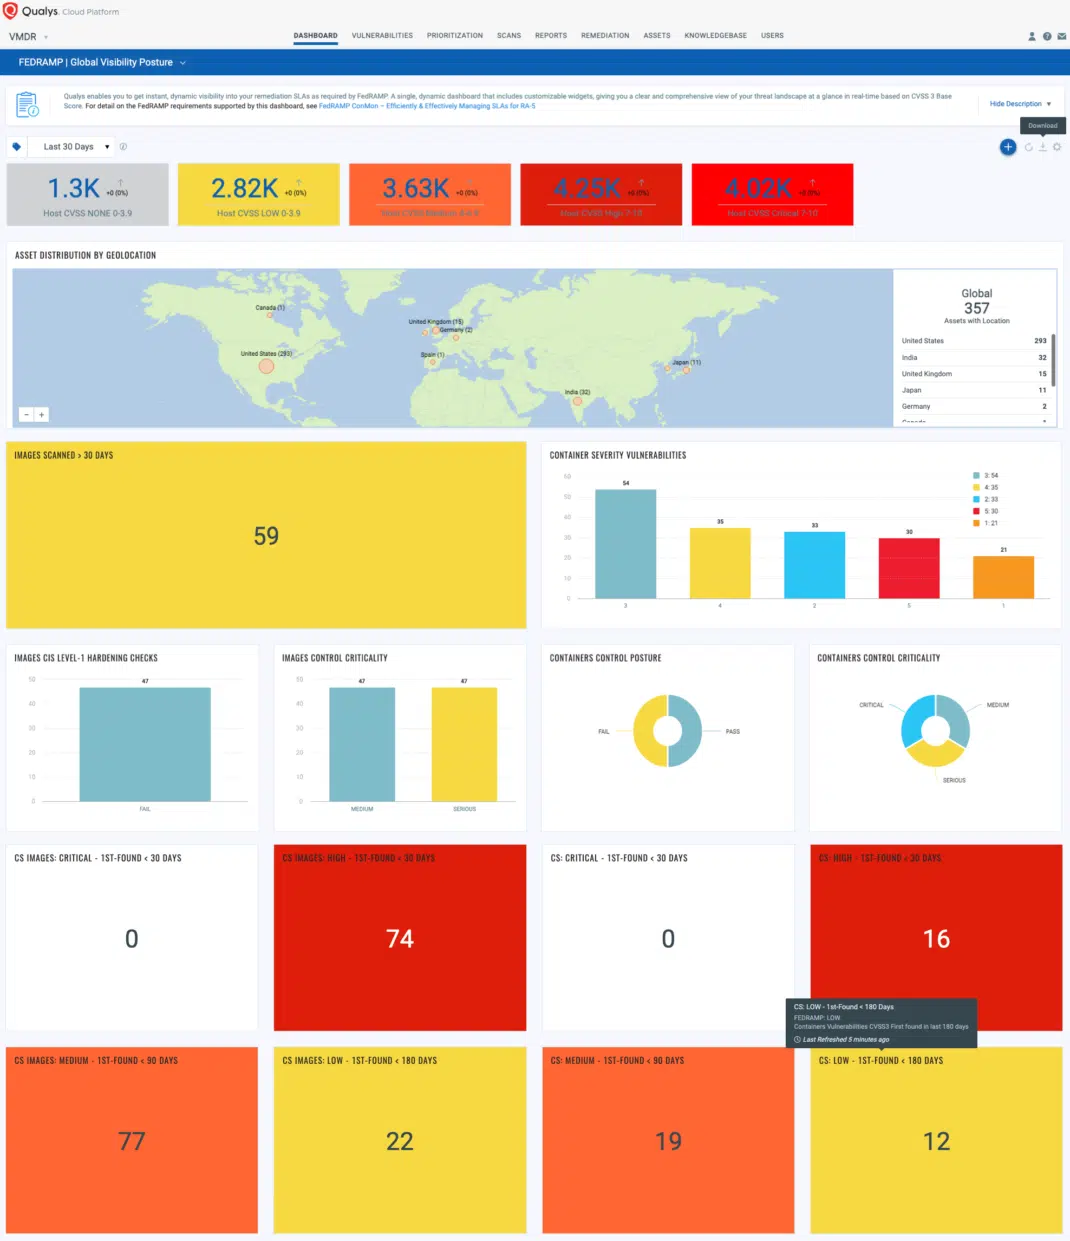 Qualys. Cloud Platform
VMDR
DASHBOARD VULNERABILITIES PRIORITIZATION SCANS REPORTS REMEDIATION ASSETS KNOWLEDGEBASE USERS
FEDRAMP | Global Visibility Posture
Qualys enables you to get instant, dynamic visibility into your remediation SLAs as required by FedRAMP. A single, dynamic dashboard that includes customizable widgets, giving you a clear and comprehensive view of your threat landscape at a glance in real-time based on CVSS 3 Base
Score. For detail on the FedRAMP requirements supported by this dashboard, see FedRAMP ConMon – Efficiently & Effectively Managing SLAs for RA-5
Hide Description
Download
Last 30 Days
1.3K +0 (0%)
Host CVSS NONE 0-3.9
2.82K +0 (0%)
Host CVSS LOW 0-3.9
3.63K +0 (0%)
Host CVSS Medium
4.25K +0 (0%)
Host CVSS High 7-10
4.02K +0 (0%)
Host CVSS Critical 7-10
ASSET DISTRIBUTION BY GEOLOCATION
Canada (1)
United Kingdom (15)
Germany (2)
United States (293)
Spain (1)
Japan (11)
India (32)
− +
Global
357
Assets with Location
United States 293
India 32
United Kingdom 15
Japan 11
Germany 2
Canada 1
IMAGES SCANNED > 30 DAYS
59
CONTAINER SEVERITY VULNERABILITIES
60
50
40
30
20
10
0
54
35
33
30
21
3 4 2 5 1
3: 54
4: 35
2: 33
5: 30
1: 21
IMAGES CIS LEVEL-1 HARDENING CHECKS
50
40
30
20
10
0
47
FAIL
IMAGES CONTROL CRITICALITY
50
40
30
20
10
0
47 47
MEDIUM SERIOUS
CONTAINERS CONTROL POSTURE
FAIL PASS
CONTAINERS CONTROL CRITICALITY
CRITICAL MEDIUM
SERIOUS
CS IMAGES: CRITICAL - 1ST-FOUND < 30 DAYS
0
CS IMAGES: HIGH - 1ST-FOUND < 30 DAYS
74
CS: CRITICAL - 1ST-FOUND < 30 DAYS
0
CS: HIGH - 1ST-FOUND < 30 DAYS
16
CS: LOW - 1st-Found < 180 Days
FEDRAMP: LOW
Containers Vulnerabilities CVSS3 First found in last 180 days
Last Refreshed 5 minutes ago
CS IMAGES: MEDIUM - 1ST-FOUND < 90 DAYS
77
CS IMAGES: LOW - 1ST-FOUND < 180 DAYS
22
CS: MEDIUM - 1ST-FOUND < 90 DAYS
19
CS: LOW - 1ST-FOUND < 180 DAYS
12